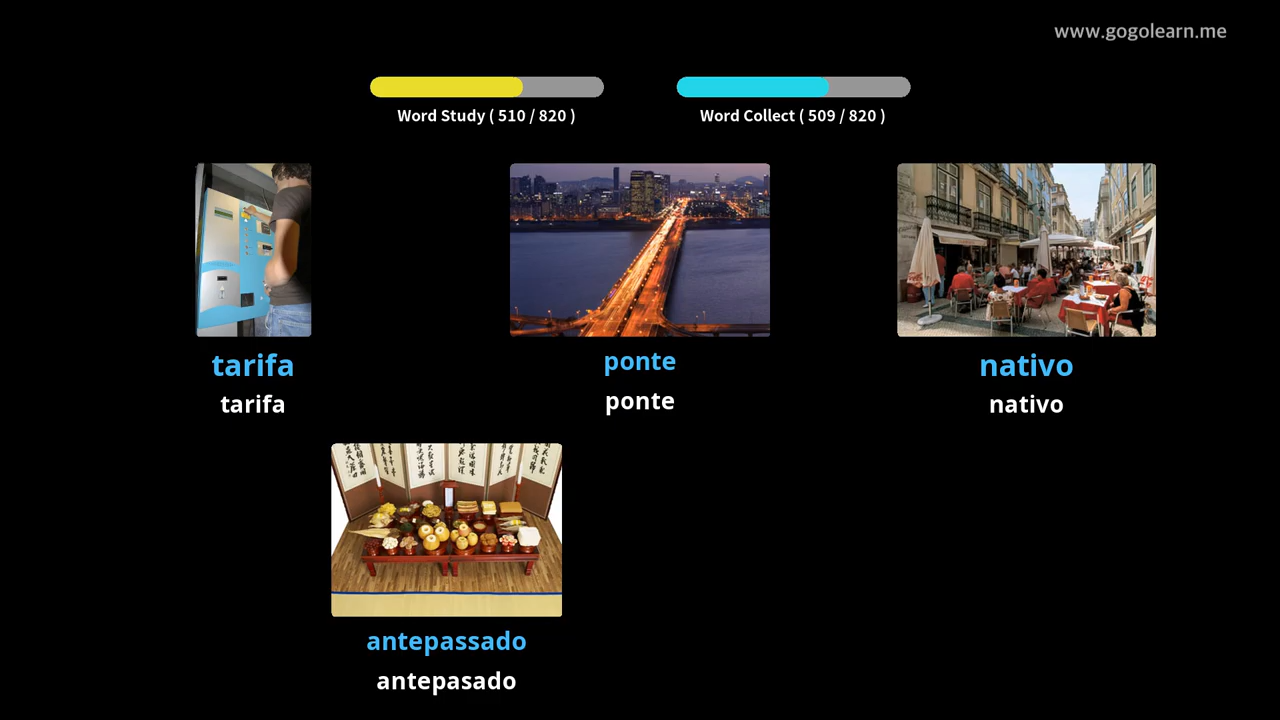 www.gogolearn.me
Word Study ( 510 / 820 )
Word Collect ( 509 / 820 )
tarifa
tarifa
ponte
ponte
nativo
nativo
antepassado
antepasado